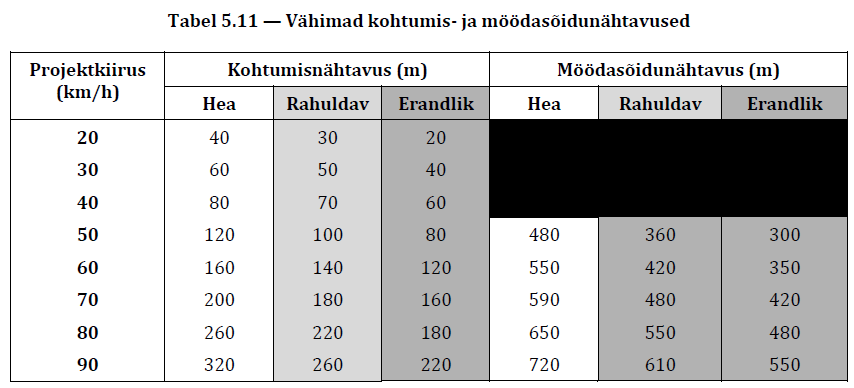 Tabel 5.11 — Vähimad kohtumis- ja möödasõidunähtavused
Projektkiirus (km/h) Kohtumisnähtavus (m) Möödasõidunähtavus (m)
Hea Rahuldav Erandlik Hea Rahuldav Erandlik
20 40 30 20
30 60 50 40
40 80 70 60
50 120 100 80 480 360 300
60 160 140 120 550 420 350
70 200 180 160 590 480 420
80 260 220 180 650 550 480
90 320 260 220 720 610 550